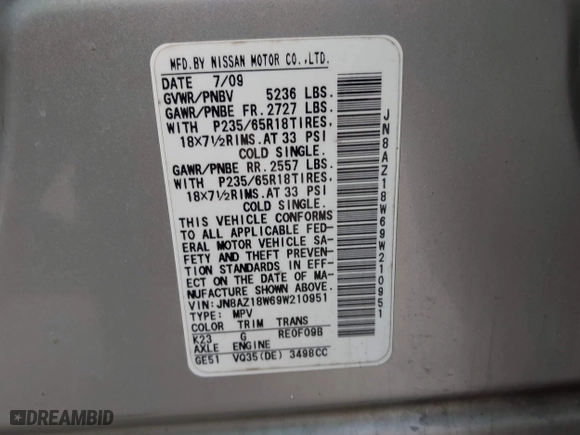 MFD.BY NISSAN MOTOR CO.,LTD.
DATE 7/09
GVWR/PNBV 5236 LBS.
GAWR/PNBE FR. 2727 LBS.
WITH P235/65R18TIRES,
18×7½RIMS.AT 33 PSI
COLD SINGLE.
GAWR/PNBE RR. 2557 LBS.
WITH P235/65R18TIRES,
18×7½RIMS.AT 33 PSI
COLD SINGLE.
THIS VEHICLE CONFORMS
TO ALL APPLICABLE FED-
ERAL MOTOR VEHICLE SA-
FETY AND THEFT PREVEN-
TION STANDARDS IN EFF-
ECT ON THE DATE OF MA-
NUFACTURE SHOWN ABOVE.
VIN:JN8AZ18W69W210951
TYPE: MPV
COLOR TRIM TRANS
K23 G RE0F09B
AXLE ENGINE
GE51 VQ35(DE) 3498CC
JN8AZ18W69W210951
DREAMBID